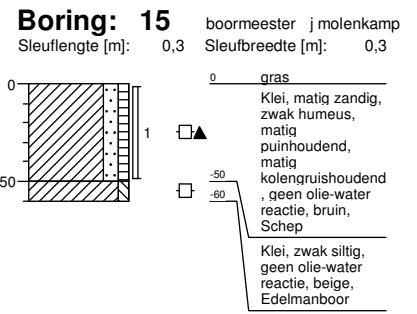 Boring: 15 boormeester j molenkamp
Sleuflengte [m]: 0,3 Sleufbreedte [m]: 0,3
0
50
1
0 gras
Klei, matig zandig,
zwak humeus,
matig
puinhoudend,
matig
kolengruishoudend
, geen olie-water
reactie, bruin,
Schep
-50
-60
Klei, zwak siltig,
geen olie-water
reactie, beige,
Edelmanboor